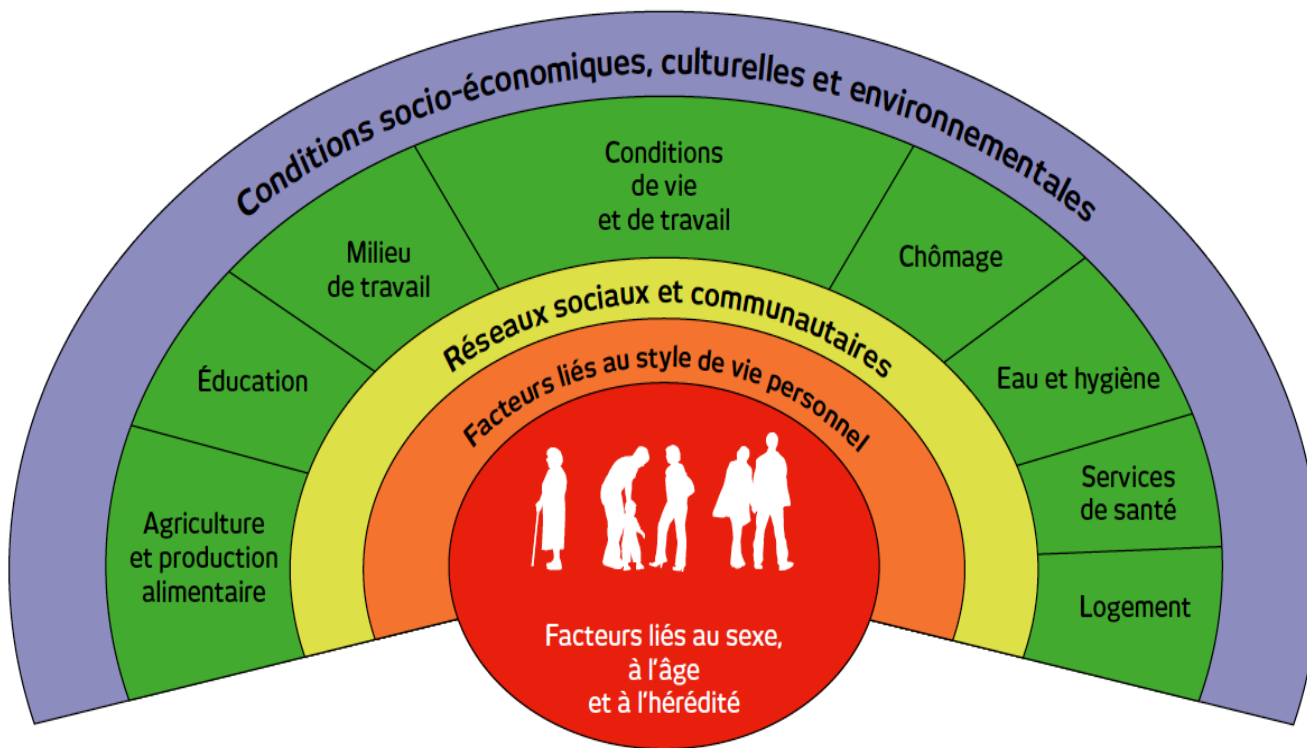 Conditions socio-économiques, culturelles et environnementales
Conditions
de vie
et de travail
Milieu
de travail
Chômage
Éducation
Eau et hygiène
Agriculture
et production
alimentaire
Services
de santé
Logement
Réseaux sociaux et communautaires
Facteurs liés au style de vie personnel
Facteurs liés au sexe,
à l'âge
et à l'hérédité